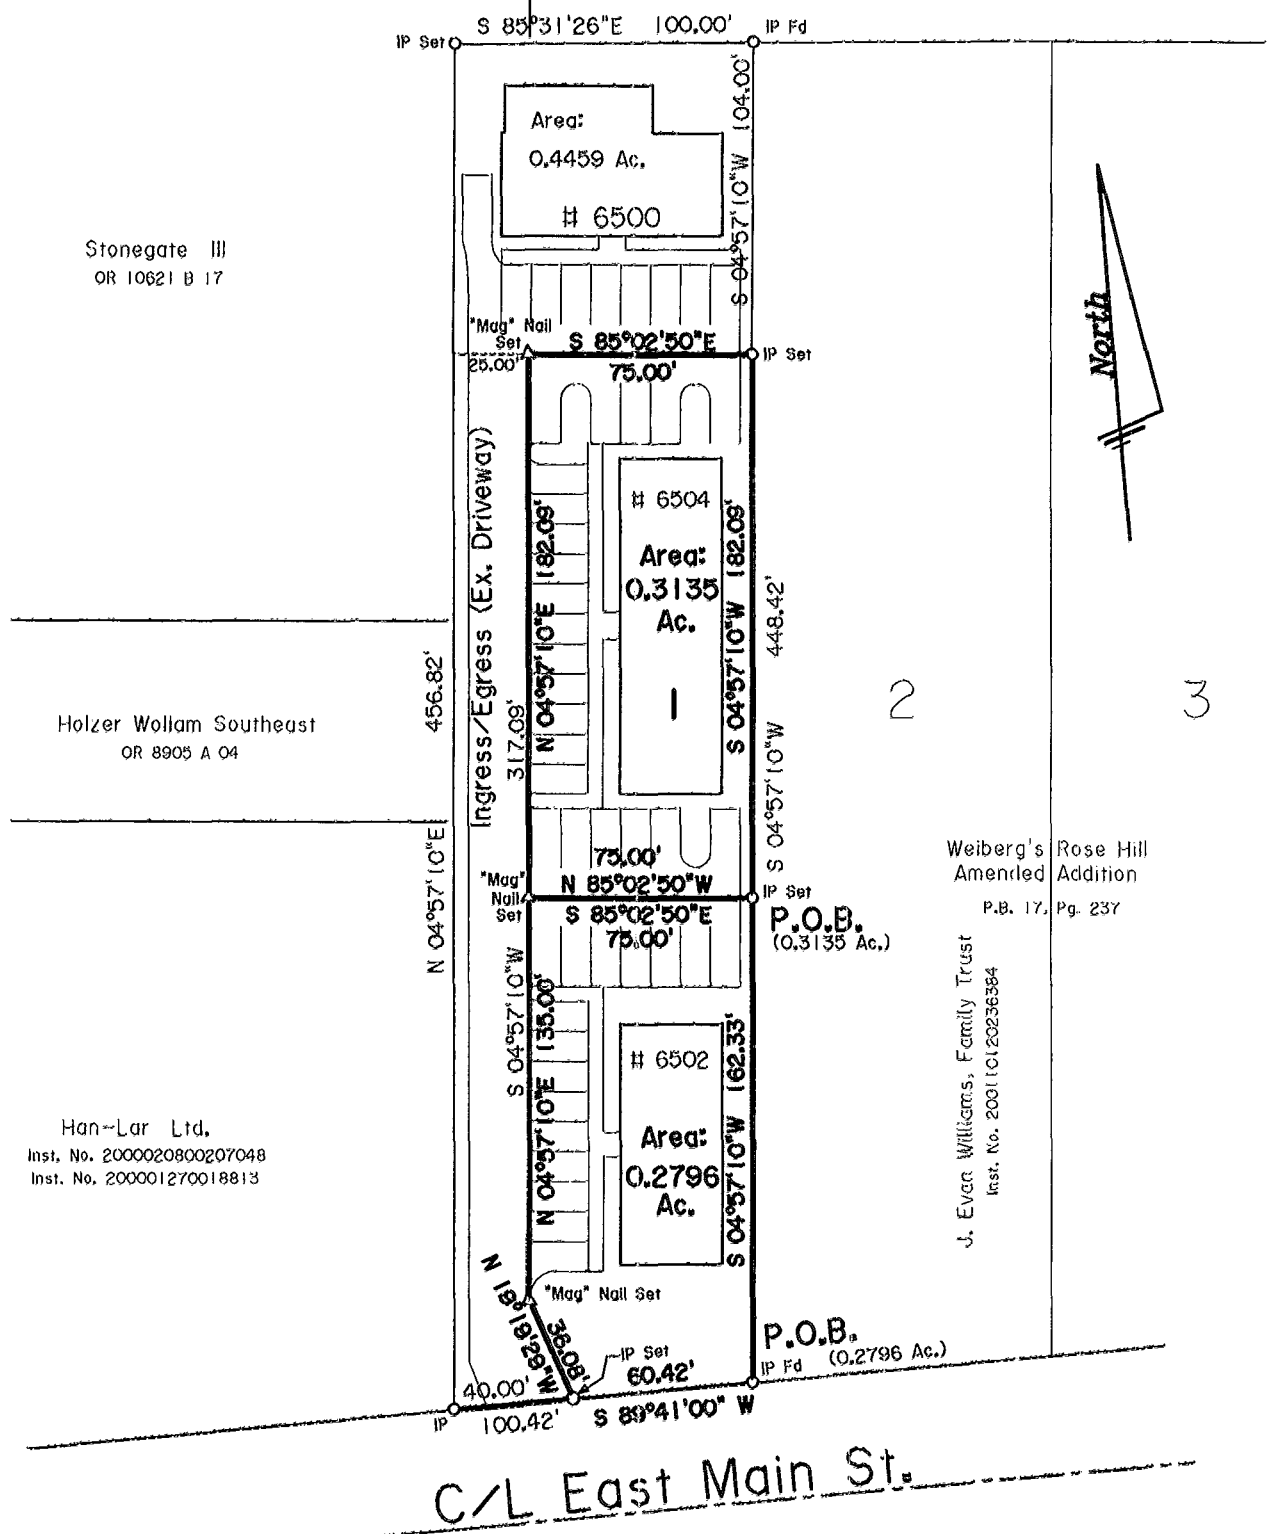 S 85°31'26"E 100.00'
IP Fd
IP Set
S 04°57'10"W 104.00'
Area:
0.4459 Ac.
# 6500
Stonegate III
OR 10621 B 17
"Mag" Nail
Set
S 85°02'50"E
IP Set
25.00'
75.00'
North
Ingress/Egress (Ex. Driveway)
317.09'
N 04°57'10"E 182.09'
# 6504
Area:
0.3135
Ac.
1
S 04°57'10"W 182.09'
S 04°57'10"W 448.42'
2
3
N 04°57'10"E 456.82'
Holzer Wollam Southeast
OR 8905 A 04
Weiberg's Rose Hill
Amended Addition
P.B. 17, Pg. 237
75.00'
"Mag"
Nail
Set
N 85°02'50"W
IP Set
S 85°02'50"E
75.00'
P.O.B.
(0.3135 Ac.)
J. Evan Williams, Family Trust
Inst. No. 200110120236384
S 04°57'10"W
N 04°57'10"E 135.00'
# 6502
Area:
0.2796
Ac.
S 04°57'10"W 162.33'
Han-Lar Ltd.
Inst. No. 2000020800207048
Inst. No. 200001270018813
"Mag" Nail Set
N 18°19'29"W
36.08'
IP Set
60.42'
P.O.B.
(0.2796 Ac.)
IP Fd
40.00'
IP
100.42'
S 89°41'00" W
C/L East Main St.